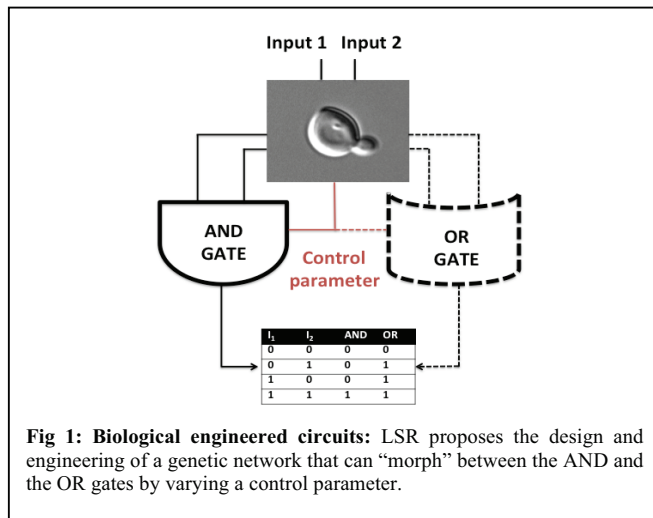 Input 1 Input 2
AND
GATE
OR
GATE
Control
parameter
I1 I2 AND OR
0 0 0 0
0 1 0 1
1 0 0 1
1 1 1 1
Fig 1: Biological engineered circuits: LSR proposes the design and
engineering of a genetic network that can “morph” between the AND and
the OR gates by varying a control parameter.